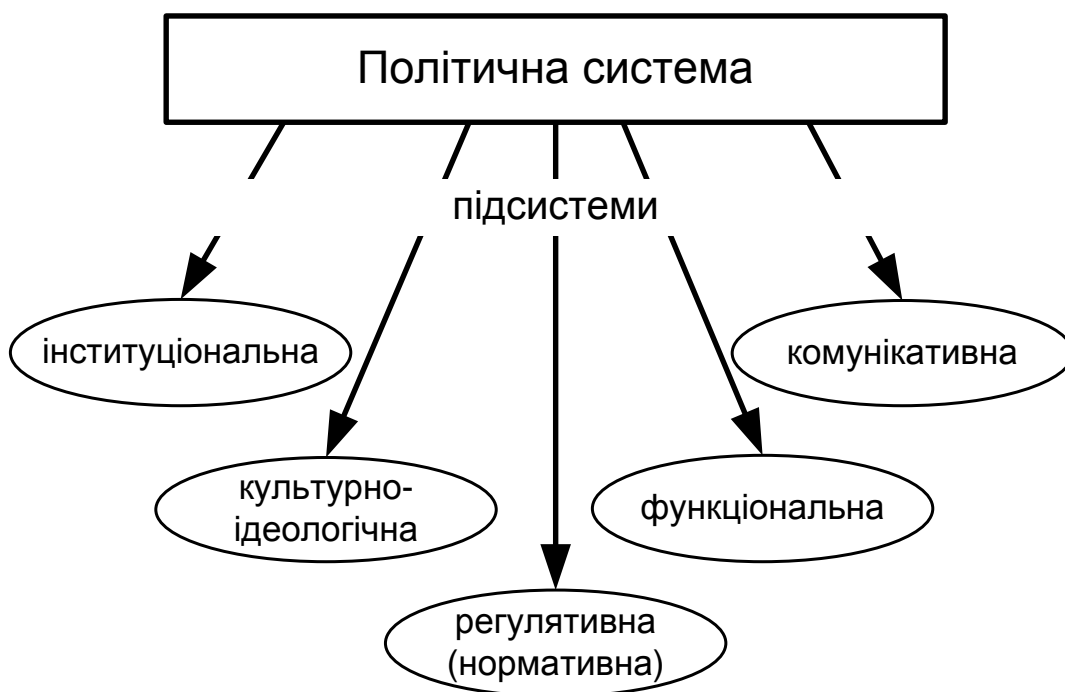 Політична система
підсистеми
інституціональна
комунікативна
культурно-
ідеологічна
функціональна
регулятивна
(нормативна)